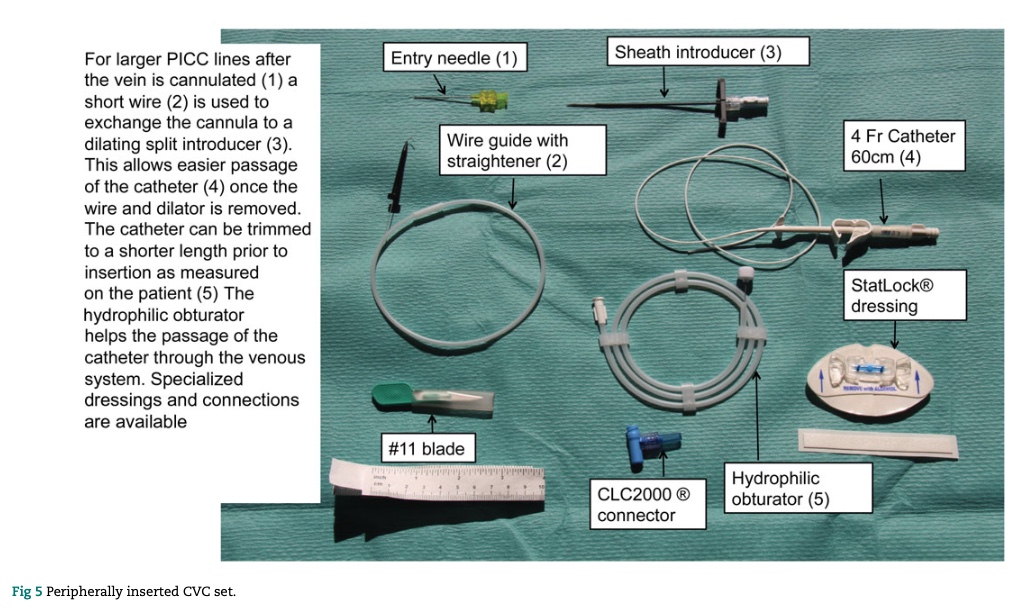 For larger PICC lines after
the vein is cannulated (1) a
short wire (2) is used to
exchange the cannula to a
dilating split introducer (3).
This allows easier passage
of the catheter (4) once the
wire and dilator is removed.
The catheter can be trimmed
to a shorter length prior to
insertion as measured
on the patient (5) The
hydrophilic obturator
helps the passage of the
catheter through the venous
system. Specialized
dressings and connections
are available
Entry needle (1)
Sheath introducer (3)
Wire guide with
straightener (2)
4 Fr Catheter
60cm (4)
StatLock®
dressing
REMOVE with ALCOHOL
#11 blade
Hydrophilic
obturator (5)
CLC2000 ®
connector
Fig 5 Peripherally inserted CVC set.